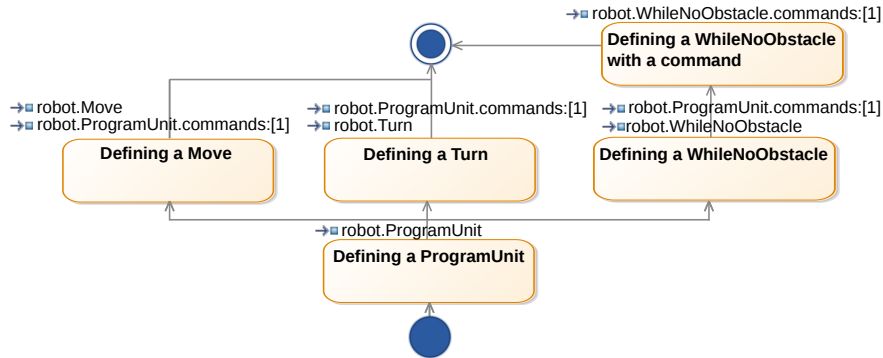 robot.WhileNoObstacle.commands:[1]
Defining a WhileNoObstacle
with a command
robot.Move
robot.ProgramUnit.commands:[1]
Defining a Move
robot.ProgramUnit.commands:[1]
robot.Turn
Defining a Turn
robot.ProgramUnit.commands:[1]
robot.WhileNoObstacle
Defining a WhileNoObstacle
robot.ProgramUnit
Defining a ProgramUnit